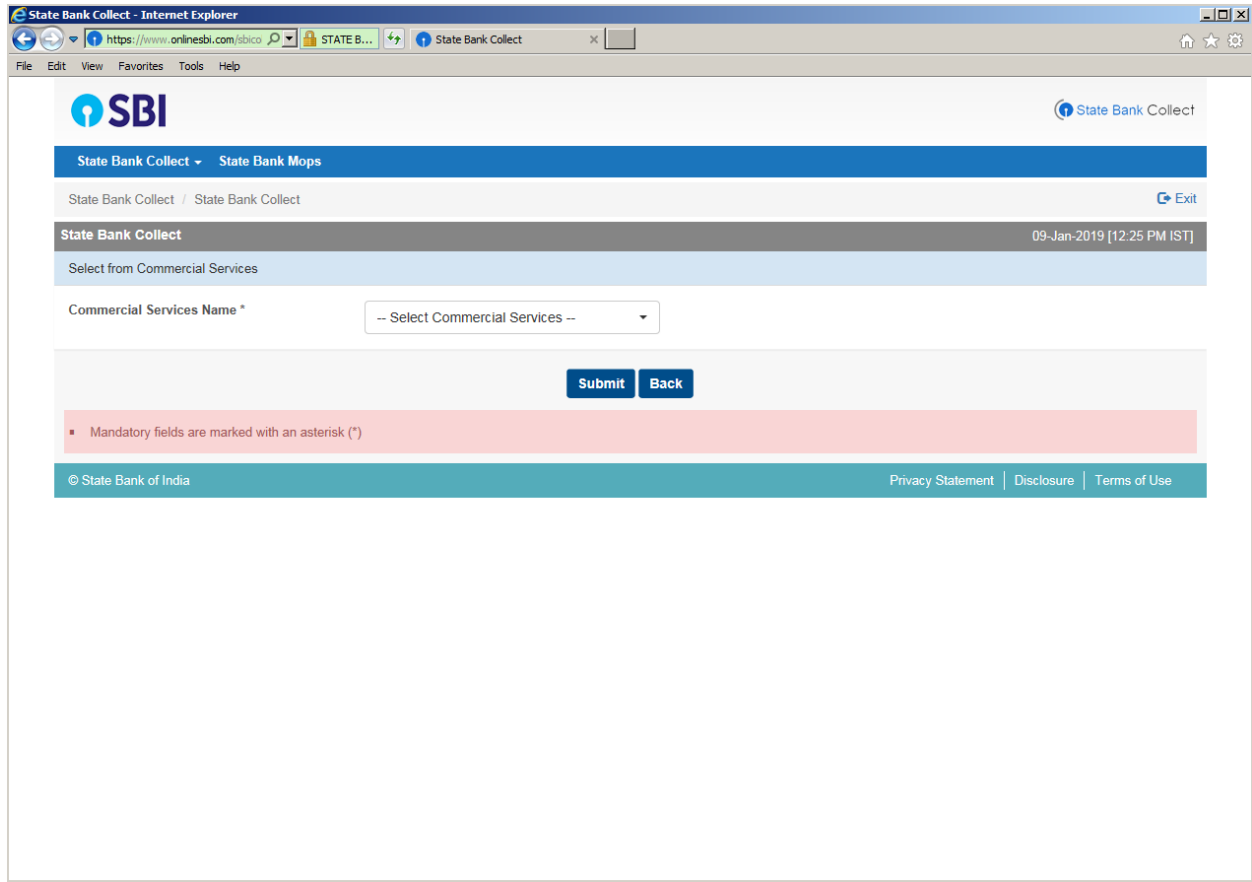 State Bank Collect - Internet Explorer
https://www.onlinesbi.com/sbico STATE B... State Bank Collect
File Edit View Favorites Tools Help
SBI
State Bank Collect
State Bank Collect State Bank Mops
State Bank Collect / State Bank Collect Exit
State Bank Collect 09-Jan-2019 [12:25 PM IST]
Select from Commercial Services
Commercial Services Name * -- Select Commercial Services --
Submit Back
Mandatory fields are marked with an asterisk (*)
© State Bank of India Privacy Statement Disclosure Terms of Use